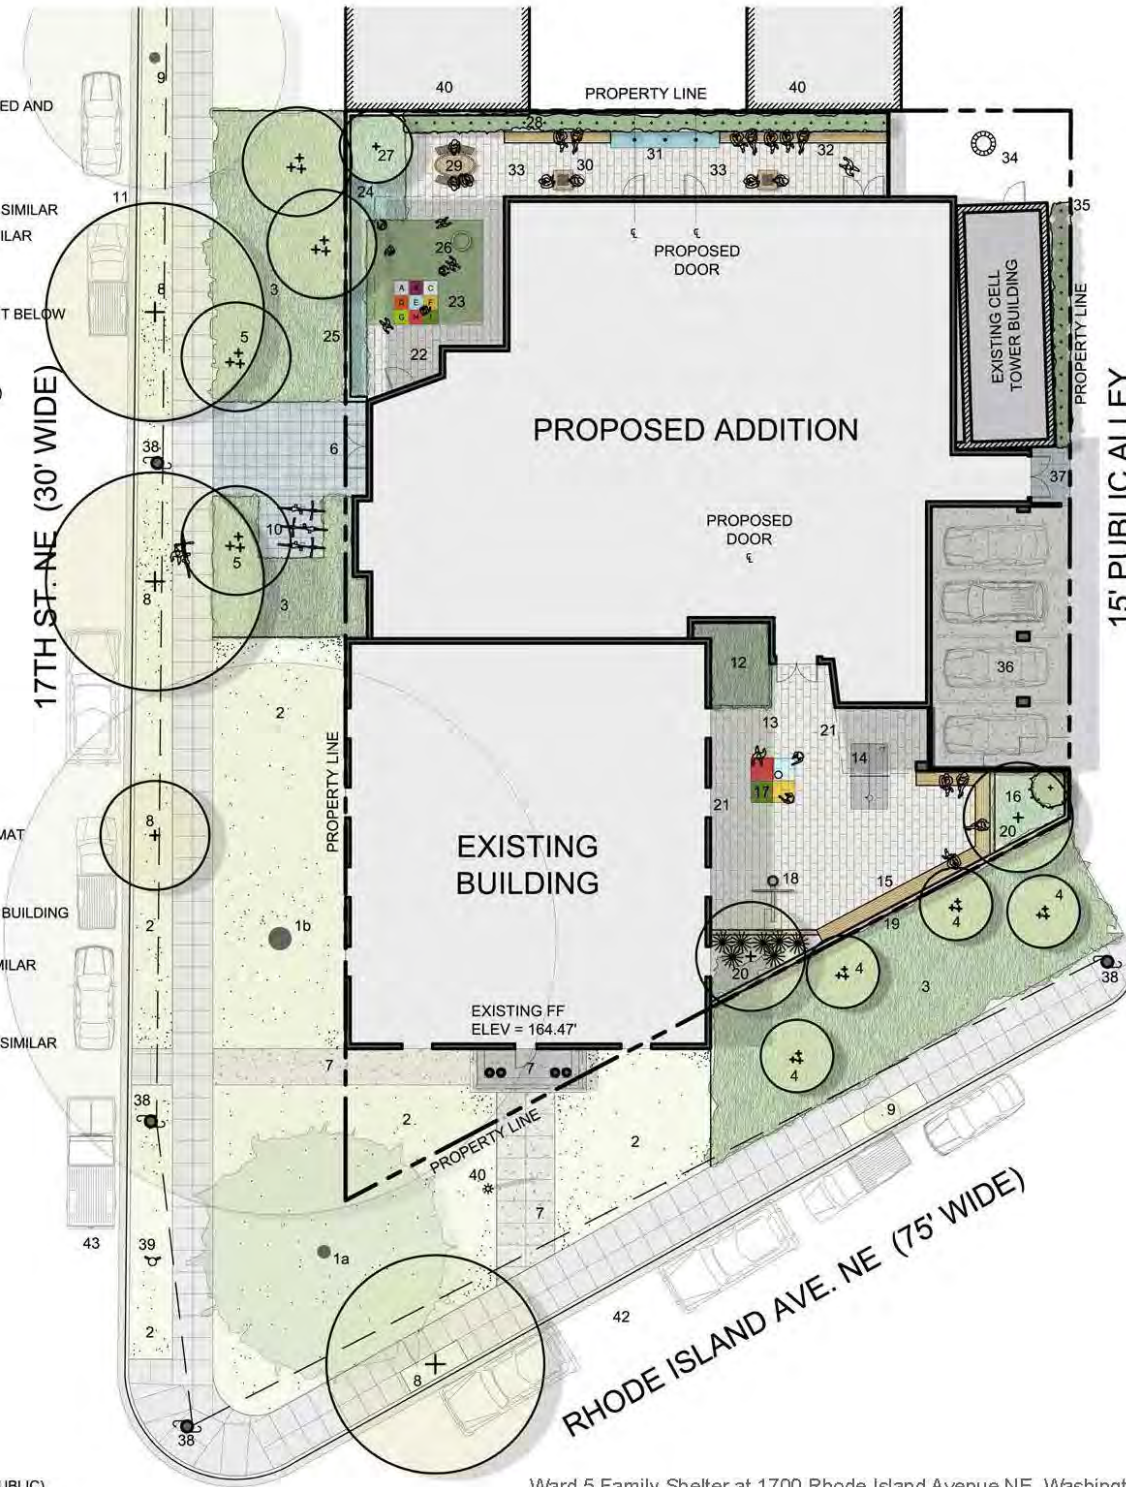 40
PROPERTY LINE
40
9
ED AND
28
27
29
33
30
31
33
32
34
24
11
35
SIMILAR
ILAR
26
PROPOSED
DOOR
EXISTING CELL
TOWER BUILDING
PROPERTY LINE
8
3
A
C
D
E
F
G
H
23
T BELOW
5
25
22
17TH ST. NE (30' WIDE)
PROPOSED ADDITION
15' PUBLIC ALLEY
38
6
37
10
PROPOSED
DOOR
5
8
3
36
12
2
13
21
14
PROPERTY LINE
17
21
16
20
8
MAT
EXISTING
BUILDING
18
15
4
4
BUILDING
2
1b
19
MILAR
20
4
3
38
EXISTING FF
ELEV = 164.47'
SIMILAR
7
7
4
38
9
2
PROPERTY LINE
2
40
7
43
39
1a
RHODE ISLAND AVE. NE (75' WIDE)
42
2
8
38
PUBLIC)
Ward 5 Family Shelter at 1700 Rhode Island Avenue NE, Washingt